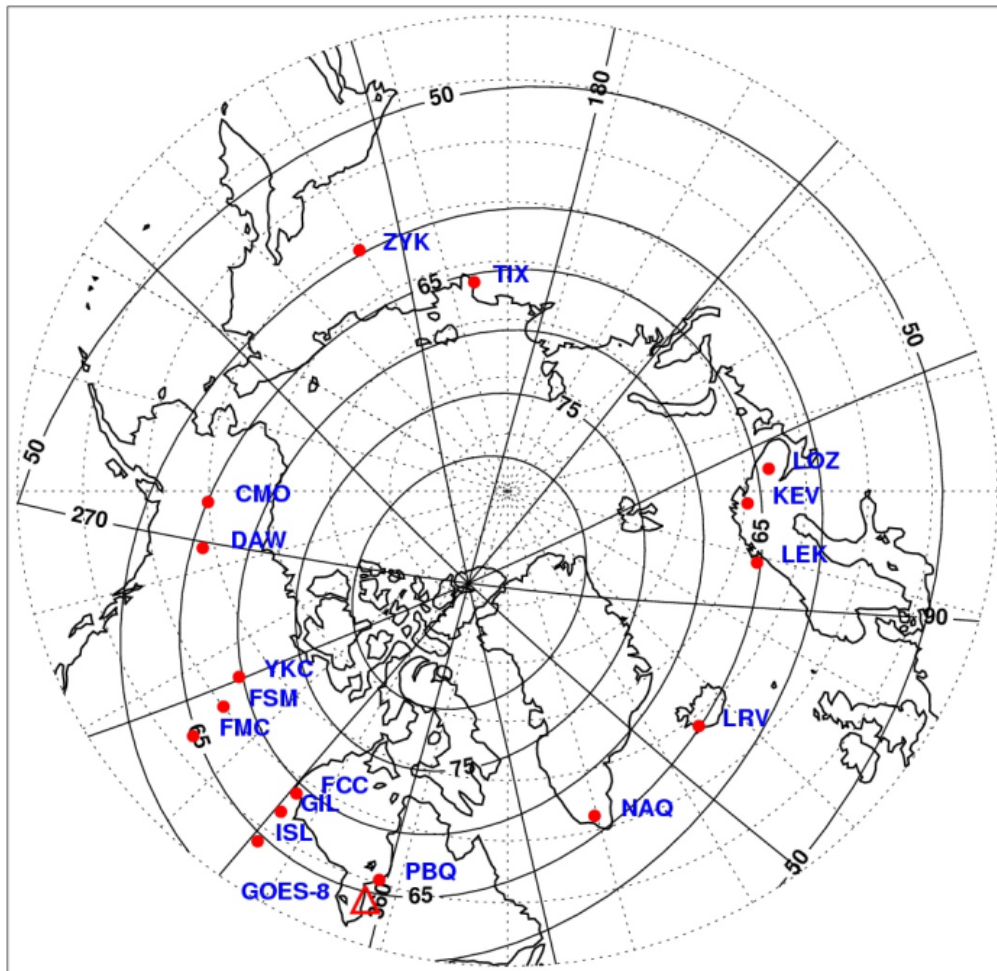 180
50
ZYK
65
TIX
50
75
50
LOZ
CMO
KEV
270
65
DAW
LEK
90
YKC
FSM
LRV
FMC
65
75
FCC
GIL
NAQ
ISL
50
PBQ
GOES-8
65
360